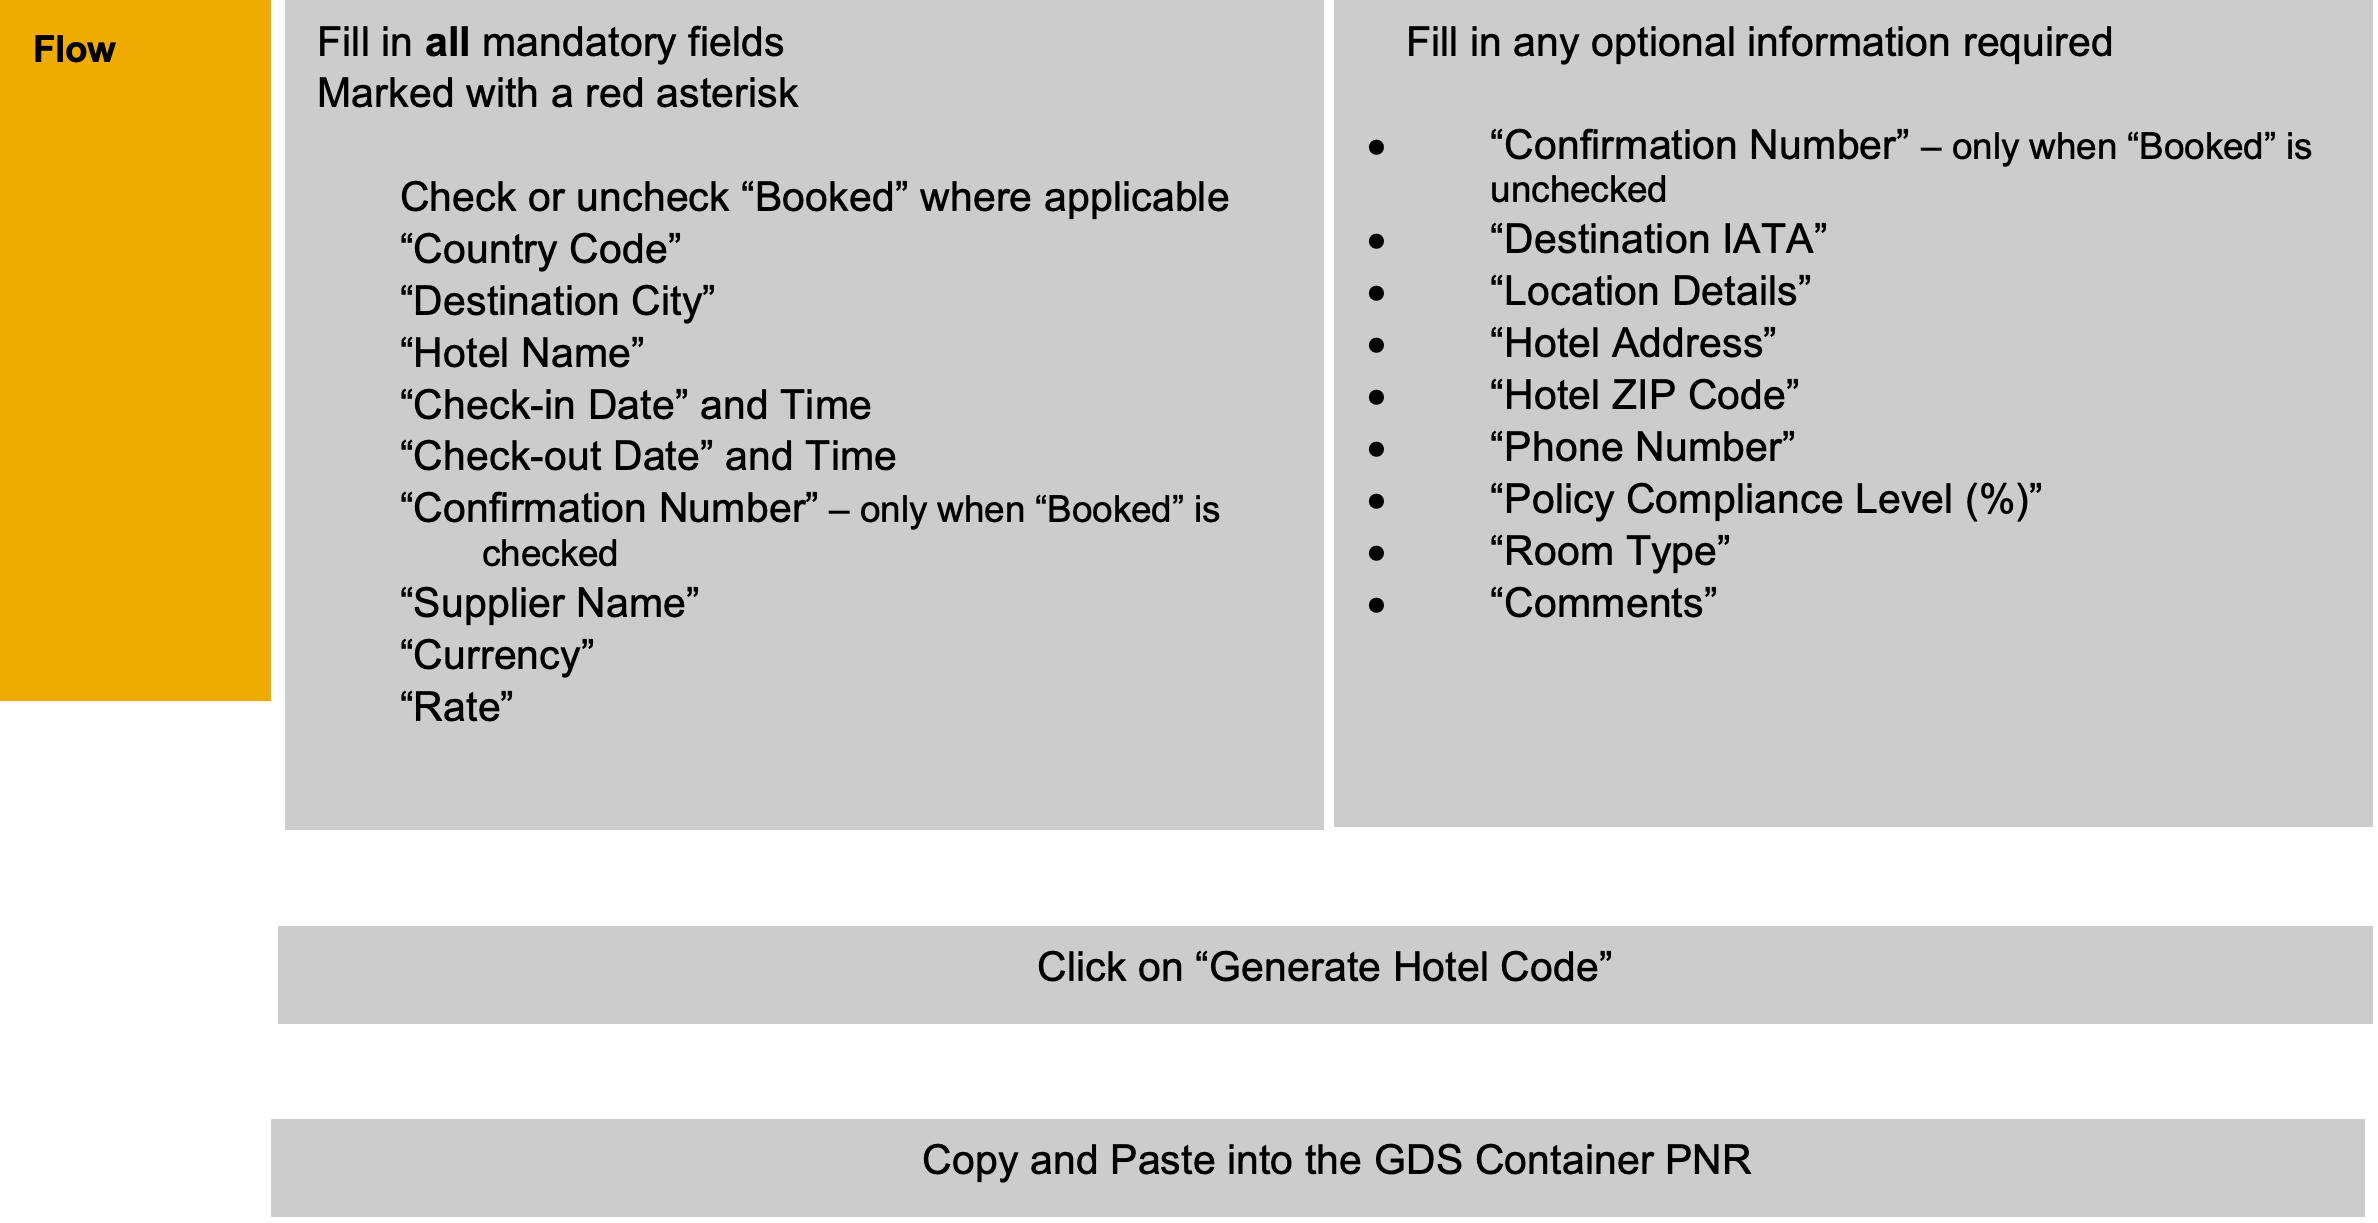 Flow
Fill in all mandatory fields
Marked with a red asterisk
Check or uncheck “Booked” where applicable
“Country Code”
“Destination City”
“Hotel Name”
“Check-in Date” and Time
“Check-out Date” and Time
“Confirmation Number” – only when “Booked” is
checked
“Supplier Name”
“Currency”
“Rate”
Fill in any optional information required
● “Confirmation Number” – only when “Booked” is
unchecked
● “Destination IATA”
● “Location Details”
● “Hotel Address”
● “Hotel ZIP Code”
● “Phone Number”
● “Policy Compliance Level (%)”
● “Room Type”
● “Comments”
Click on “Generate Hotel Code”
Copy and Paste into the GDS Container PNR